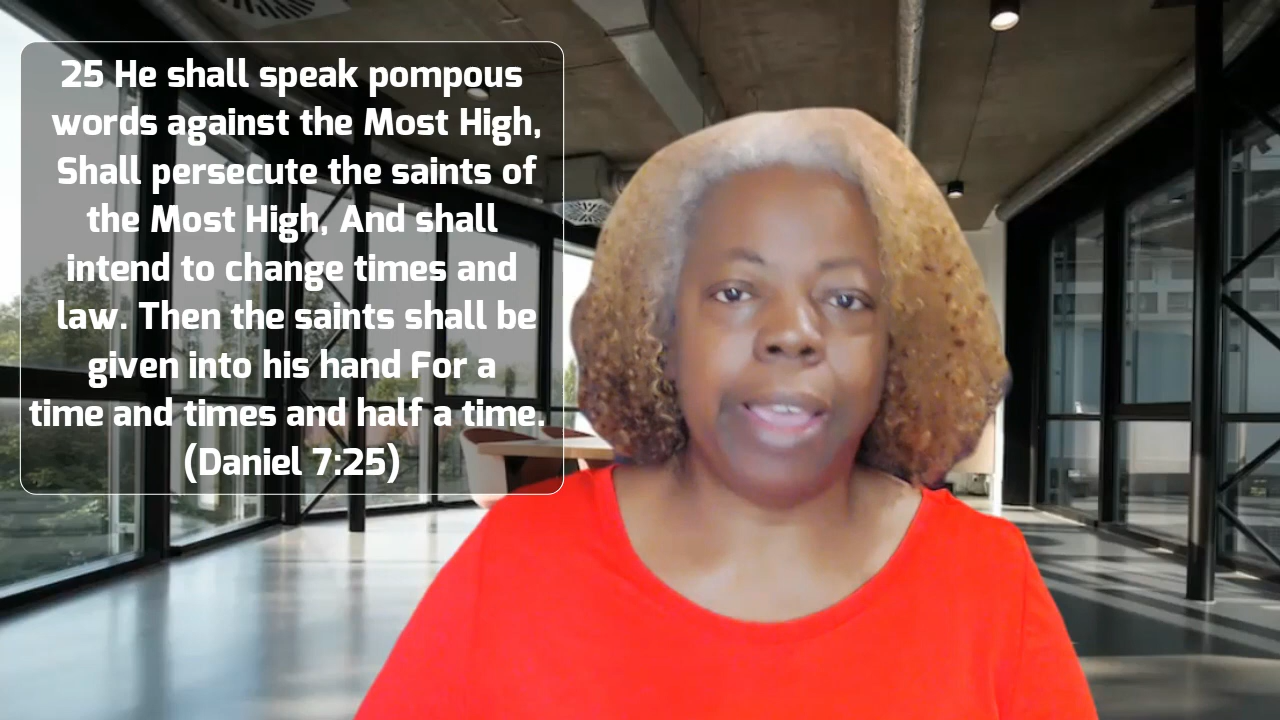 25 He shall speak pompous
words against the Most High,
Shall persecute the saints of
the Most High, And shall
intend to change times and
law. Then the saints shall be
given into his hand For a
time and times and half a time.
(Daniel 7:25)